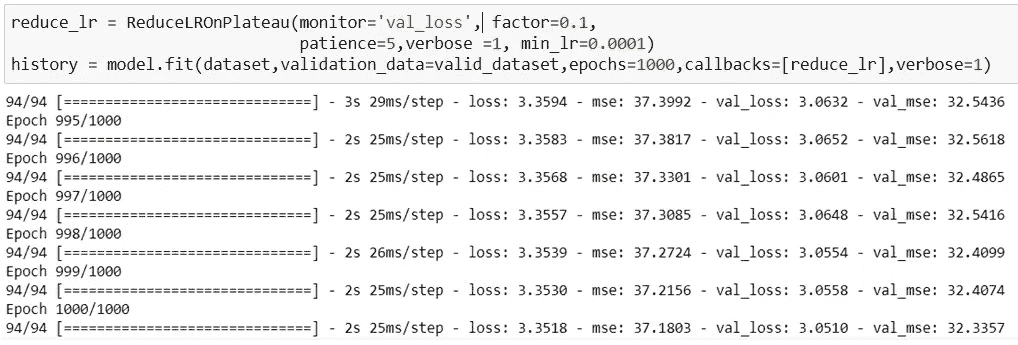 reduce_lr = ReduceLROnPlateau(monitor='val_loss', factor=0.1,
patience=5,verbose =1, min_lr=0.0001)
history = model.fit(dataset,validation_data=valid_dataset,epochs=1000,callbacks=[reduce_lr],verbose=1)
94/94 [==============================] - 3s 29ms/step - loss: 3.3594 - mse: 37.3992 - val_loss: 3.0632 - val_mse: 32.5436
Epoch 995/1000
94/94 [==============================] - 2s 25ms/step - loss: 3.3583 - mse: 37.3817 - val_loss: 3.0652 - val_mse: 32.5618
Epoch 996/1000
94/94 [==============================] - 2s 25ms/step - loss: 3.3568 - mse: 37.3301 - val_loss: 3.0601 - val_mse: 32.4865
Epoch 997/1000
94/94 [==============================] - 2s 25ms/step - loss: 3.3557 - mse: 37.3085 - val_loss: 3.0648 - val_mse: 32.5416
Epoch 998/1000
94/94 [==============================] - 2s 26ms/step - loss: 3.3539 - mse: 37.2724 - val_loss: 3.0554 - val_mse: 32.4099
Epoch 999/1000
94/94 [==============================] - 2s 25ms/step - loss: 3.3530 - mse: 37.2156 - val_loss: 3.0558 - val_mse: 32.4074
Epoch 1000/1000
94/94 [==============================] - 2s 25ms/step - loss: 3.3518 - mse: 37.1803 - val_loss: 3.0510 - val_mse: 32.3357